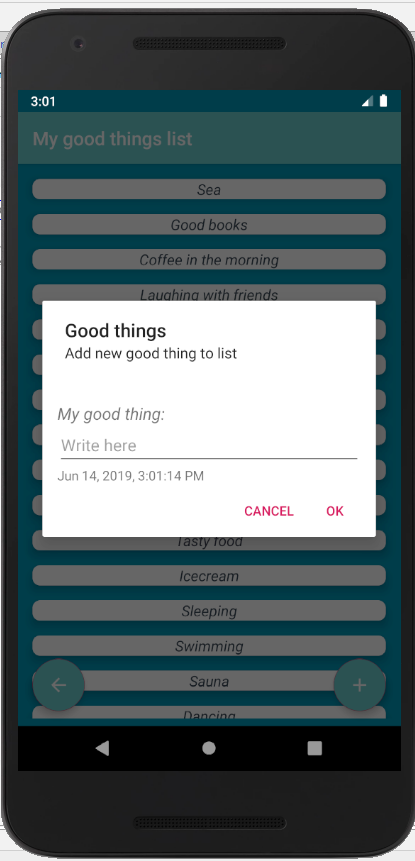 3:01
My good things list
Sea
Good books
Coffee in the morning
Laughing with friends
Good things
Add new good thing to list
My good thing:
Write here
Jun 14, 2019, 3:01:14 PM
CANCEL OK
Tasty food
Icecream
Sleeping
Swimming
Sauna
Dancing